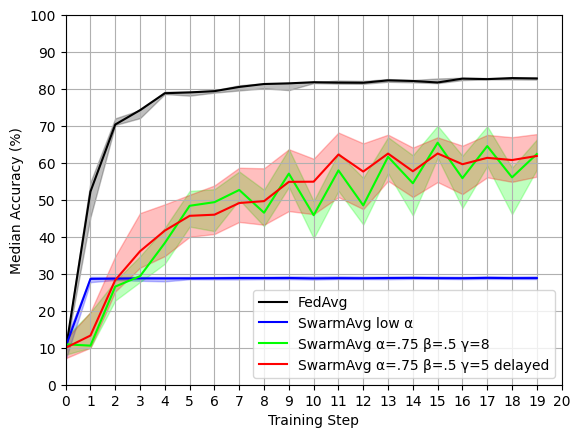 100
90
80
70
60
50
40
30
20
10
0
Median Accuracy (%)
FedAvg
SwarmAvg low α
SwarmAvg α=.75 β=.5 γ=8
SwarmAvg α=.75 β=.5 γ=5 delayed
0 1 2 3 4 5 6 7 8 9 10 11 12 13 14 15 16 17 18 19 20
Training Step